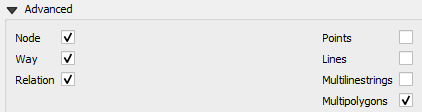 Advanced
Node Points
Way Lines
Relation Multilinestrings
Multipolygons